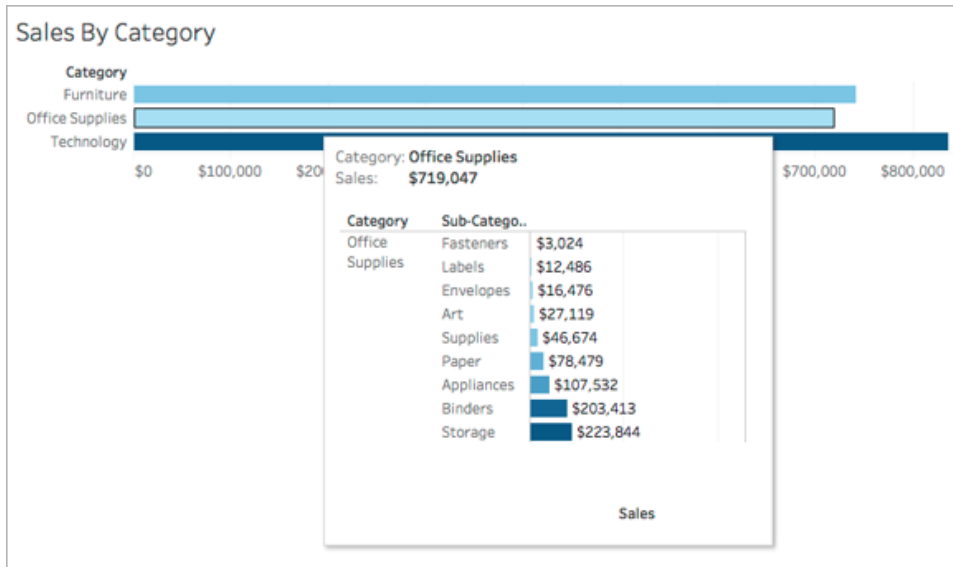 Sales By Category
Category
Furniture
Office Supplies
Technology
$0 $100,000 $20 $700,000 $800,000
Category: Office Supplies
Sales: $719,047
Category Sub-Catego..
Office Supplies
Fasteners $3,024
Labels $12,486
Envelopes $16,476
Art $27,119
Supplies $46,674
Paper $78,479
Appliances $107,532
Binders $203,413
Storage $223,844
Sales